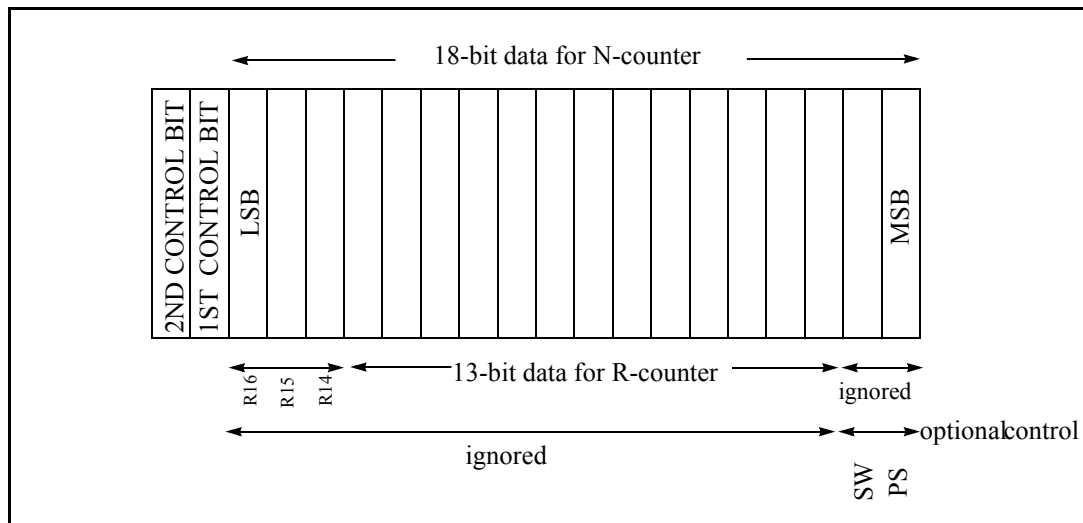 18-bit data for N-counter
2ND CONTROL BIT
1ST CONTROL BIT
LSB
MSB
R16
R15
R14
13-bit data for R-counter
ignored
ignored
optionalcontrol
SW
PS